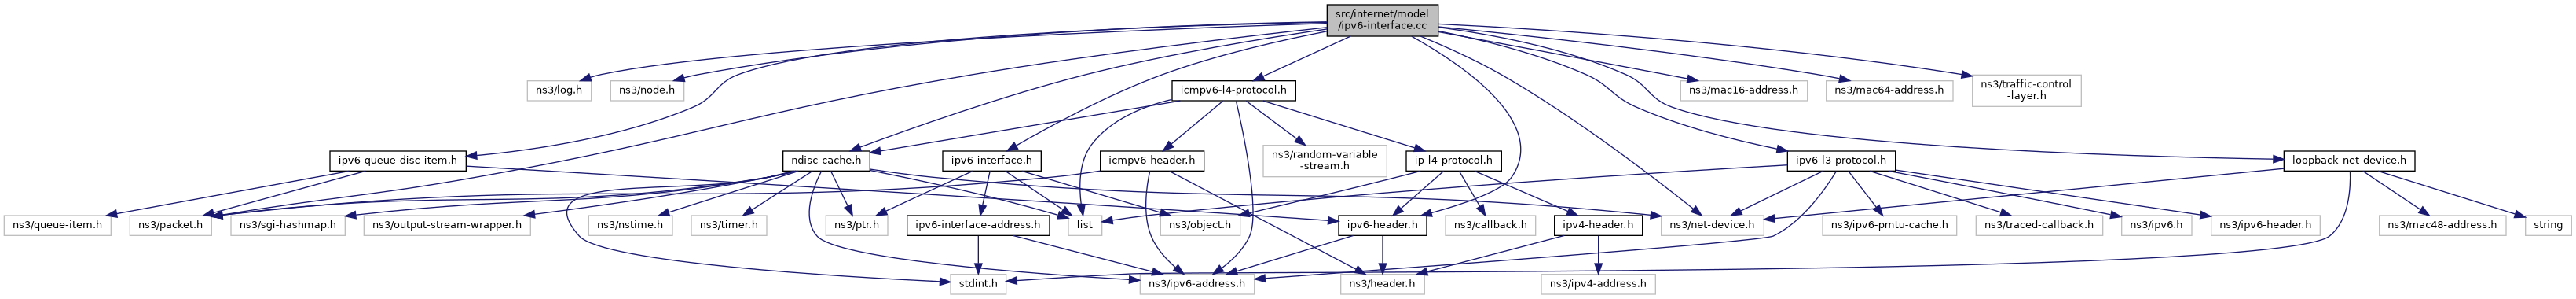 src/internet/model
/ipv6-interface.cc
ns3/log.h
ns3/node.h
icmpv6-l4-protocol.h
ns3/mac16-address.h
ns3/mac64-address.h
ns3/traffic-control
-layer.h
ipv6-queue-disc-item.h
ndisc-cache.h
ipv6-interface.h
icmpv6-header.h
ns3/random-variable
-stream.h
ip-l4-protocol.h
ipv6-l3-protocol.h
loopback-net-device.h
ns3/queue-item.h
ns3/packet.h
ns3/sgi-hashmap.h
ns3/output-stream-wrapper.h
ns3/nstime.h
ns3/timer.h
ns3/ptr.h
ipv6-interface-address.h
list
ns3/object.h
ipv6-header.h
ns3/callback.h
ipv4-header.h
ns3/net-device.h
ns3/ipv6-pmtu-cache.h
ns3/traced-callback.h
ns3/ipv6.h
ns3/ipv6-header.h
ns3/mac48-address.h
string
stdint.h
ns3/ipv6-address.h
ns3/header.h
ns3/ipv4-address.h